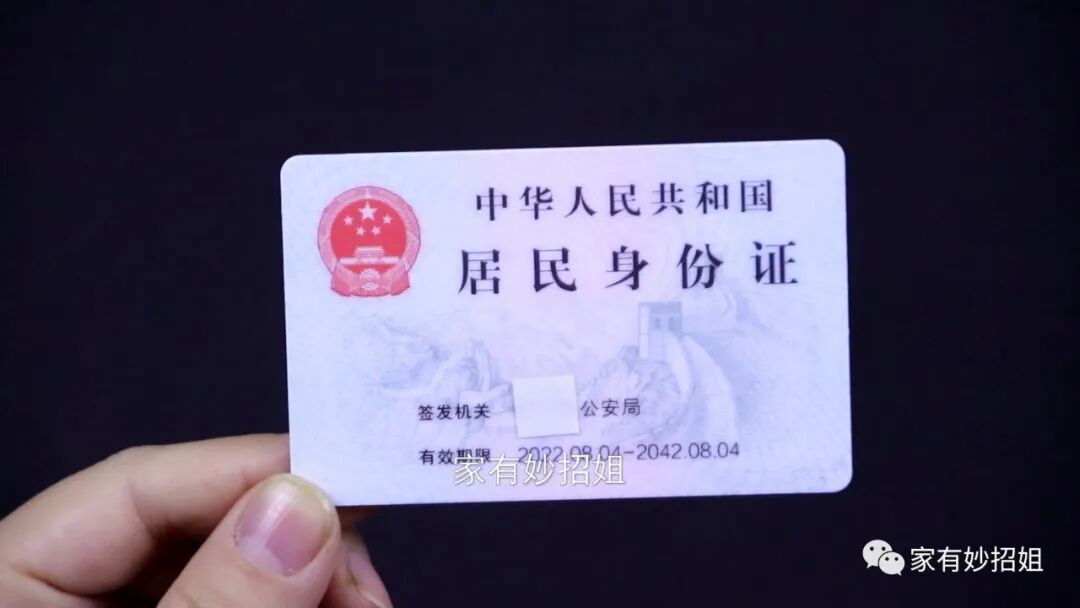 中华人民共和国
居民身份证
签发机关 公安局
有效期限 2022.08.04-2042.08.04
家有妙招姐
家有妙招姐